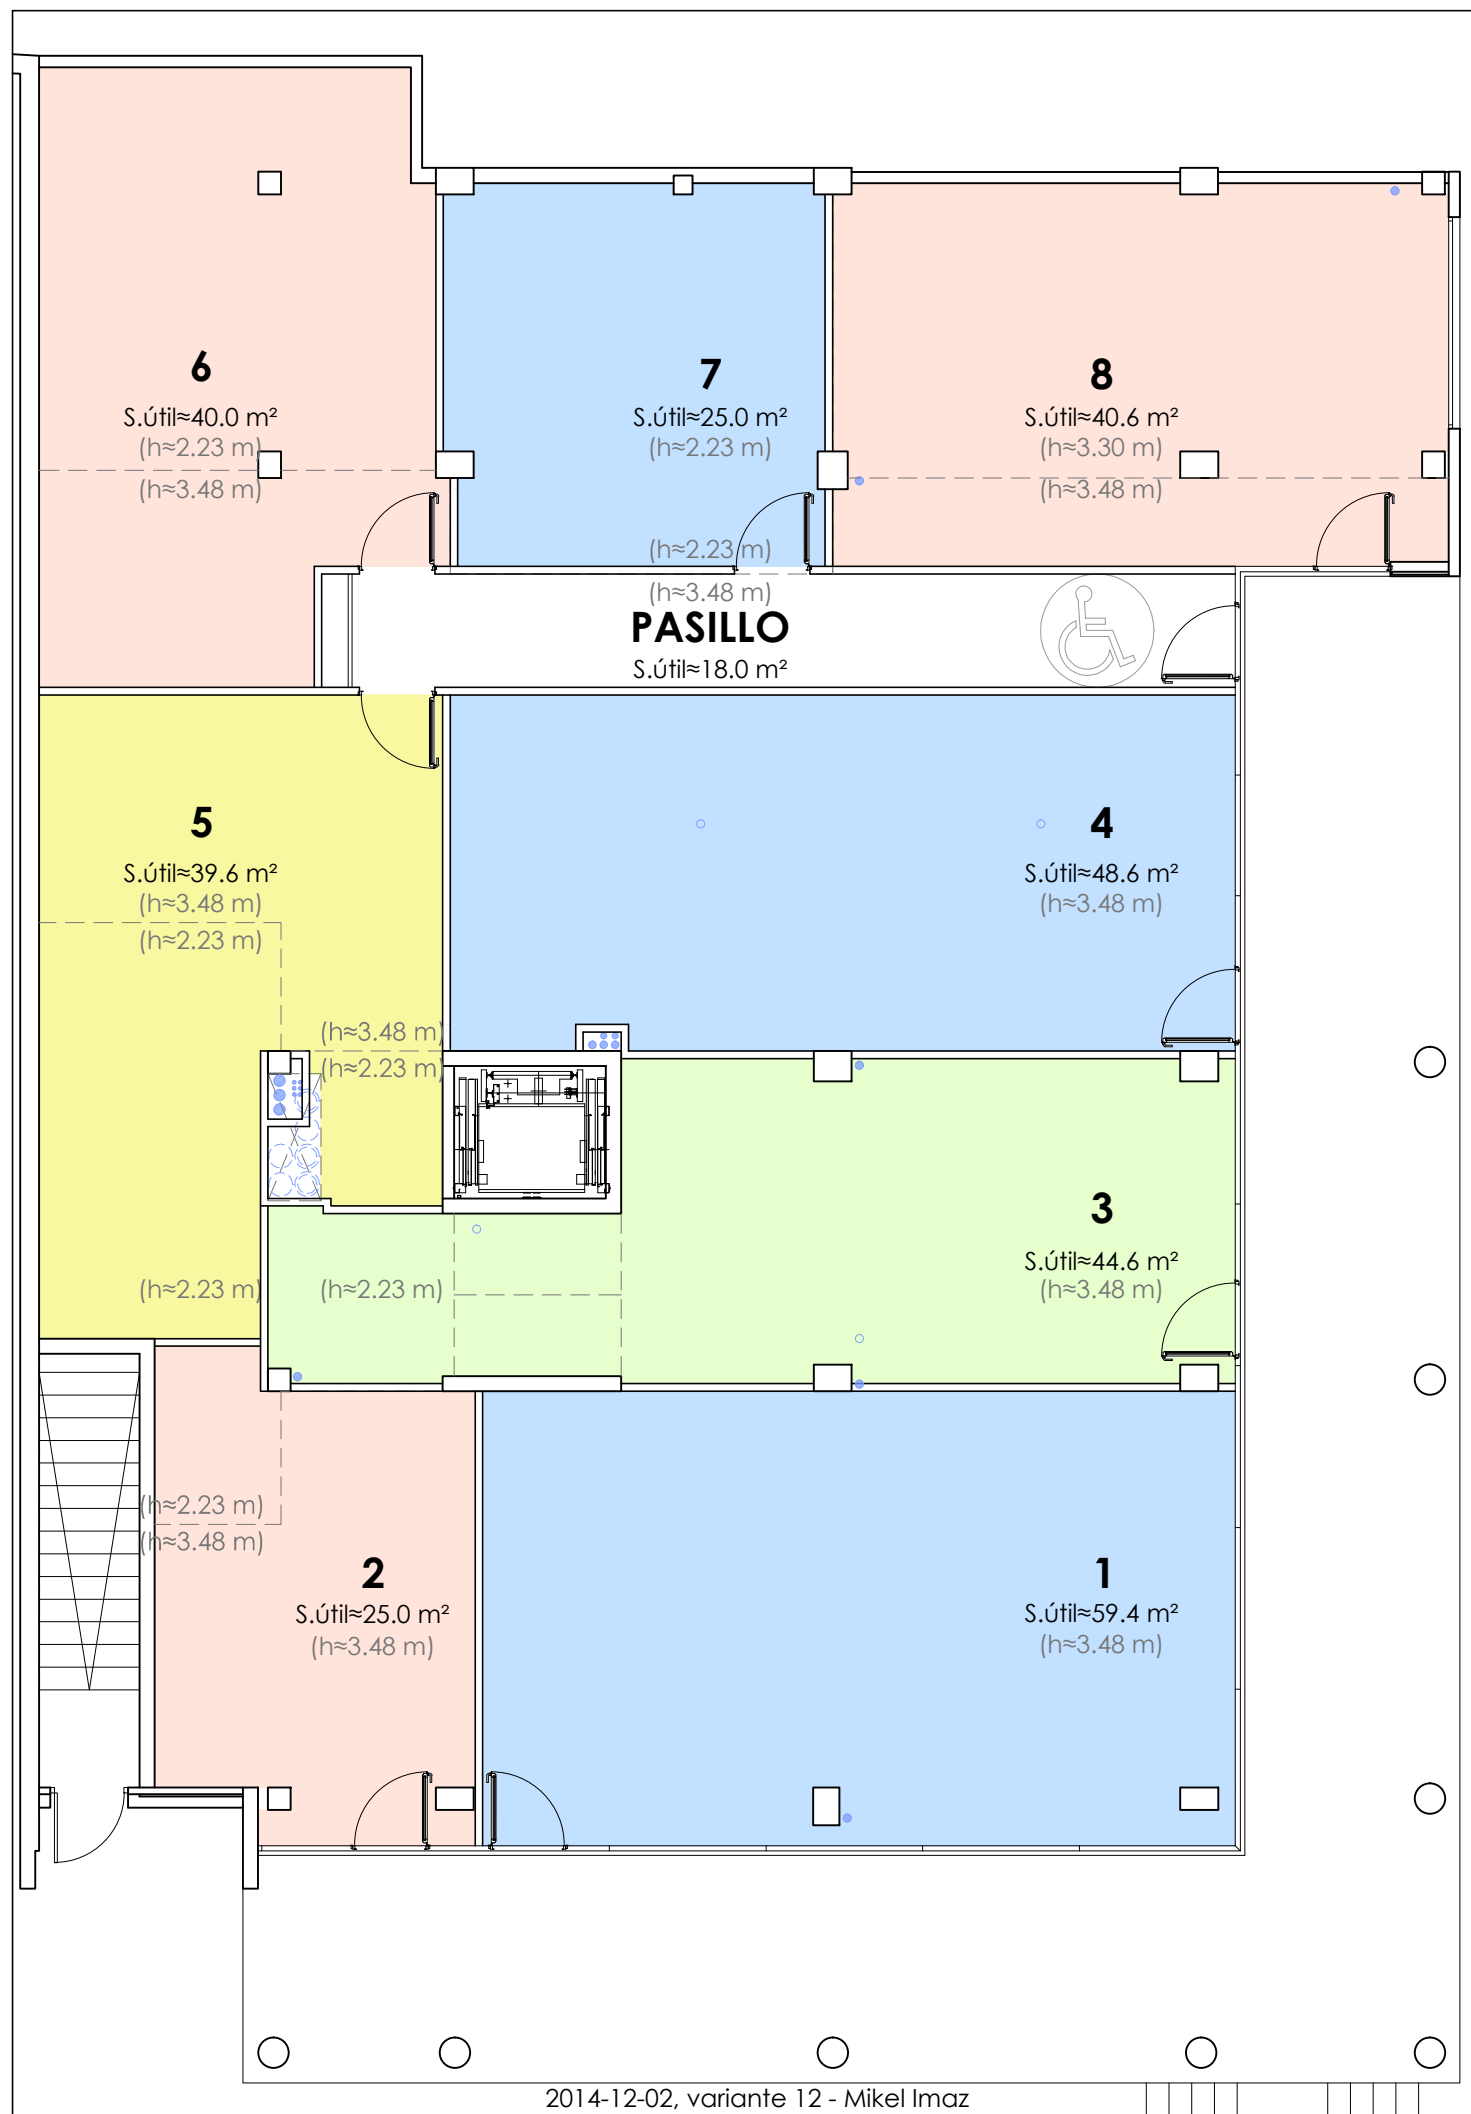 6
S.útil≈40.0 m²
(h≈2.23 m)
(h≈3.48 m)
7
S.útil≈25.0 m²
(h≈2.23 m)
8
S.útil≈40.6 m²
(h≈3.30 m)
(h≈3.48 m)
(h≈2.23 m)
(h≈3.48 m)
PASILLO
S.útil≈18.0 m²
5
S.útil≈39.6 m²
(h≈3.48 m)
(h≈2.23 m)
4
S.útil≈48.6 m²
(h≈3.48 m)
(h≈3.48 m)
(h≈2.23 m)
3
S.útil≈44.6 m²
(h≈3.48 m)
(h≈2.23 m)
(h≈2.23 m)
(h≈2.23 m)
(h≈3.48 m)
2
S.útil≈25.0 m²
(h≈3.48 m)
1
S.útil≈59.4 m²
(h≈3.48 m)
2014-12-02, variante 12 - Mikel Imaz